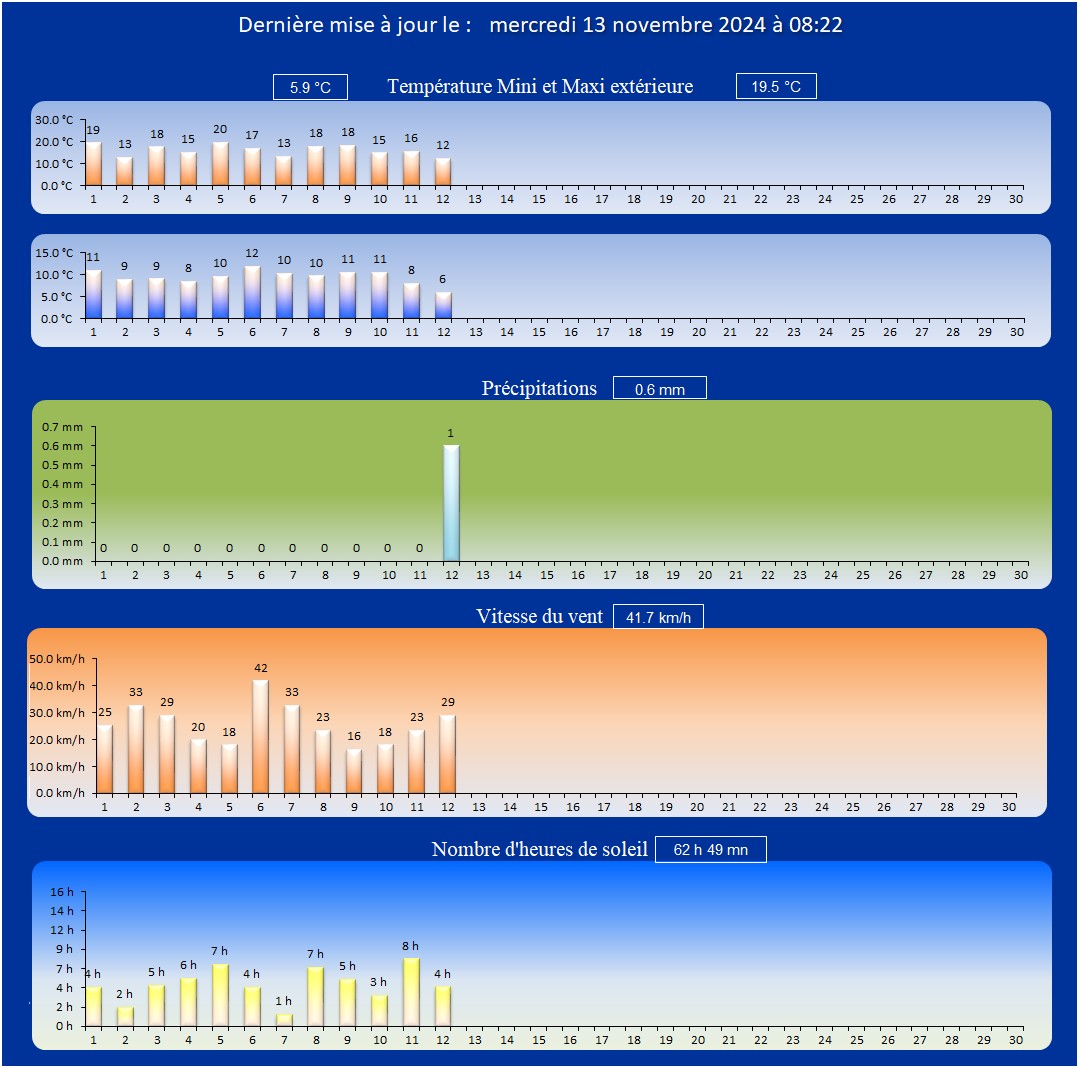 Dernière mise à jour le : mercredi 13 novembre 2024 à 08:22
5.9 °C Température Mini et Maxi extérieure 19.5 °C
30.0 °C
20.0 °C
10.0 °C
0.0 °C
19 13 18 15 20 17 13 18 18 15 16 12
1 2 3 4 5 6 7 8 9 10 11 12 13 14 15 16 17 18 19 20 21 22 23 24 25 26 27 28 29 30
15.0 °C
10.0 °C
5.0 °C
0.0 °C
11 9 9 8 10 12 10 10 11 11 8 6
1 2 3 4 5 6 7 8 9 10 11 12 13 14 15 16 17 18 19 20 21 22 23 24 25 26 27 28 29 30
Précipitations 0.6 mm
0.7 mm
0.6 mm
0.5 mm
0.4 mm
0.3 mm
0.2 mm
0.1 mm
0.0 mm
0 0 0 0 0 0 0 0 0 0 0 1
1 2 3 4 5 6 7 8 9 10 11 12 13 14 15 16 17 18 19 20 21 22 23 24 25 26 27 28 29 30
Vitesse du vent 41.7 km/h
50.0 km/h
40.0 km/h
30.0 km/h
20.0 km/h
10.0 km/h
0.0 km/h
25 33 29 20 18 42 33 23 16 18 23 29
1 2 3 4 5 6 7 8 9 10 11 12 13 14 15 16 17 18 19 20 21 22 23 24 25 26 27 28 29 30
Nombre d'heures de soleil 62 h 49 mn
16 h
14 h
12 h
9 h
7 h
4 h
2 h
0 h
4 h 2 h 5 h 6 h 7 h 4 h 1 h 7 h 5 h 3 h 8 h 4 h
1 2 3 4 5 6 7 8 9 10 11 12 13 14 15 16 17 18 19 20 21 22 23 24 25 26 27 28 29 30